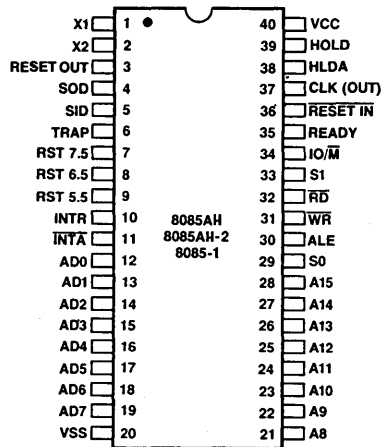 X1 1 40 VCC
X2 2 39 HOLD
RESET OUT 3 38 HLDA
SOD 4 37 CLK (OUT)
SID 5 36 RESET IN
TRAP 6 35 READY
RST 7.5 7 34 IO/M
RST 6.5 8 33 S1
RST 5.5 9 32 RD
INTR 10 8085AH 31 WR
INTA 11 8085AH-2 30 ALE
AD0 12 8085-1 29 S0
AD1 13 28 A15
AD2 14 27 A14
AD3 15 26 A13
AD4 16 25 A12
AD5 17 24 A11
AD6 18 23 A10
AD7 19 22 A9
VSS 20 21 A8